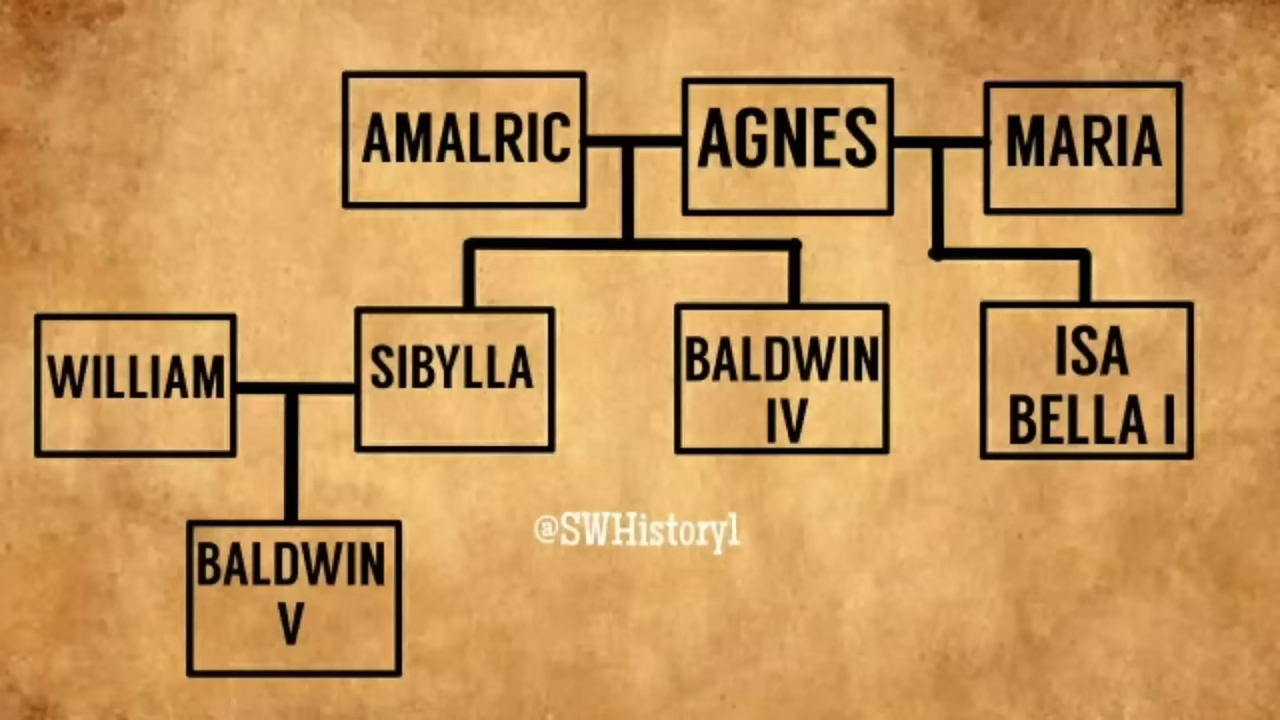 AMALRIC
AGNES
MARIA
WILLIAM
SIBYLLA
BALDWIN
IV
ISA
BELLA I
@SWHistory1
BALDWIN
V